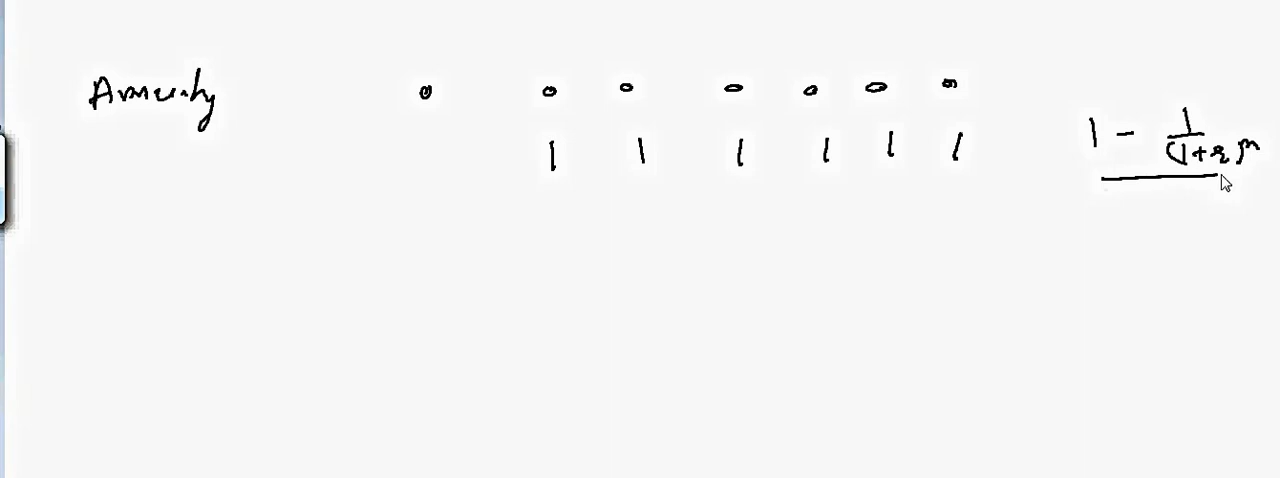 Annuity 0 0 0 0 0 0 0
1 1 1 1 1 1 1 - 1/(1+r)^n